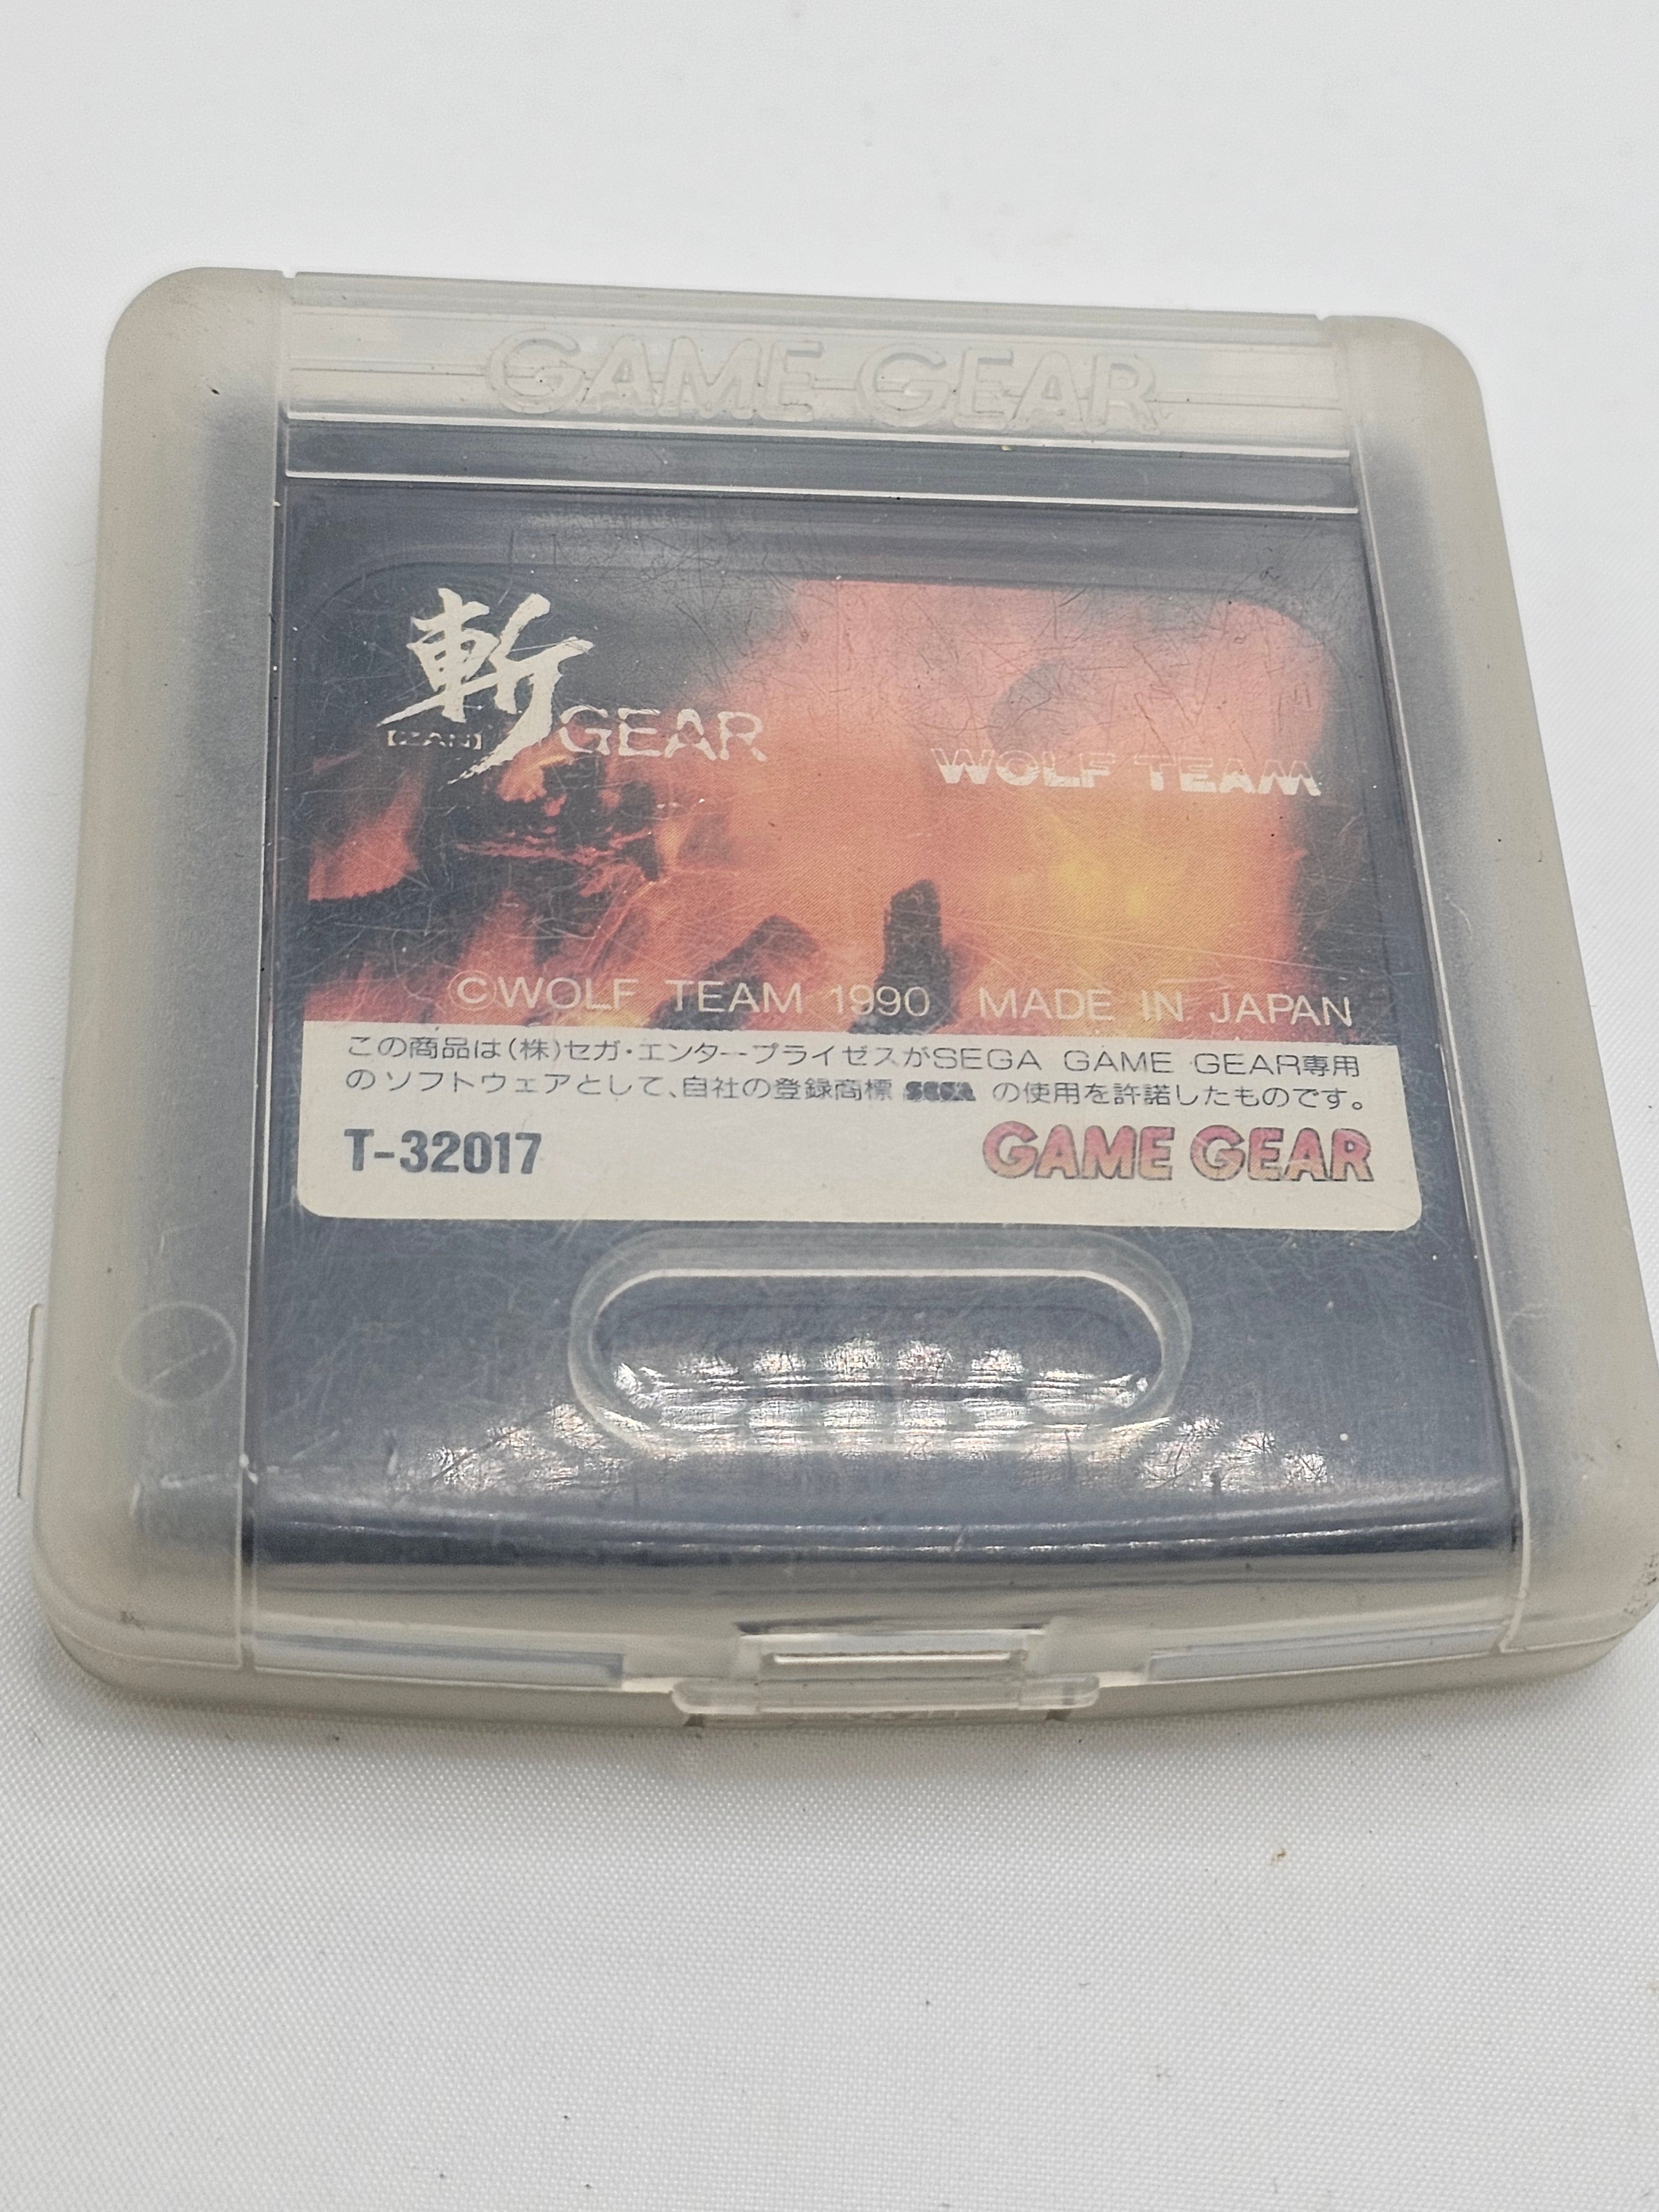 GAME GEAR
斬
【ZAN】
GEAR
WOLF TEAM
©WOLF TEAM 1990 MADE IN JAPAN
この商品は(株)セガ・エンタープライゼスがSEGA GAME GEAR専用
のソフトウェアとして、自社の登録商標 SEGA の使用を許諾したものです。
T-32017
GAME GEAR